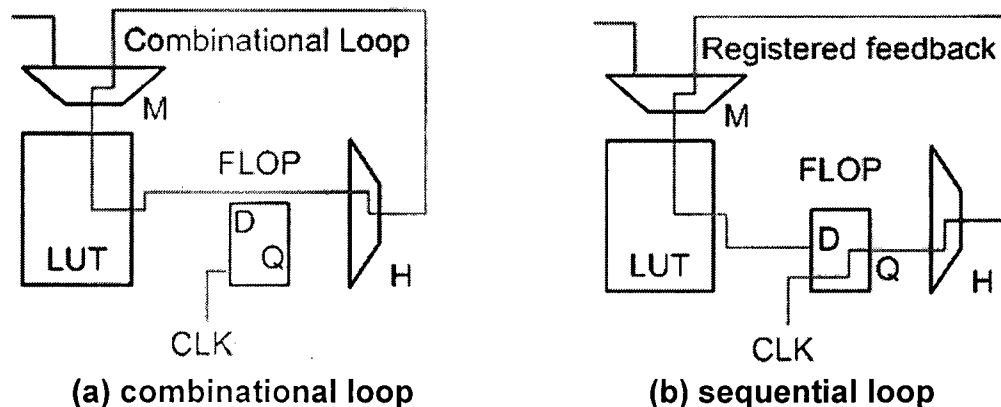 Combinational Loop
M
FLOP
D
Q
LUT
H
CLK
(a) combinational loop
Registered feedback
M
FLOP
D
Q
LUT
H
CLK
(b) sequential loop